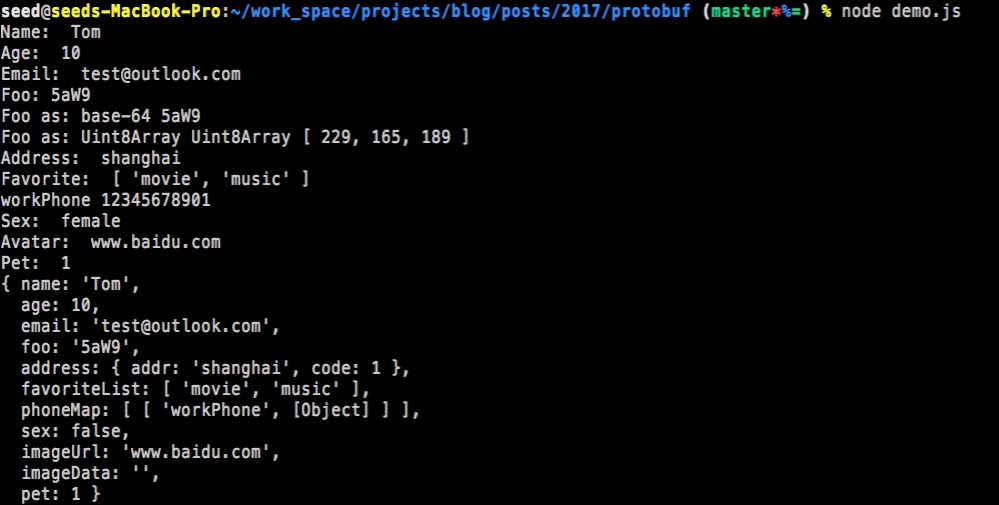 seed@seeds-MacBook-Pro:~/work_space/projects/blog/posts/2017/protobuf (master*%=) % node demo.js
Name:  Tom
Age:  10
Email:  test@outlook.com
Foo: 5aW9
Foo as: base-64 5aW9
Foo as: Uint8Array Uint8Array [ 229, 165, 189 ]
Address:  shanghai
Favorite:  [ 'movie', 'music' ]
workPhone 12345678901
Sex:  female
Avatar:  www.baidu.com
Pet:  1
{ name: 'Tom',
  age: 10,
  email: 'test@outlook.com',
  foo: '5aW9',
  address: { addr: 'shanghai', code: 1 },
  favoriteList: [ 'movie', 'music' ],
  phoneMap: [ [ 'workPhone', [Object] ] ],
  sex: false,
  imageUrl: 'www.baidu.com',
  imageData: '',
  pet: 1 }